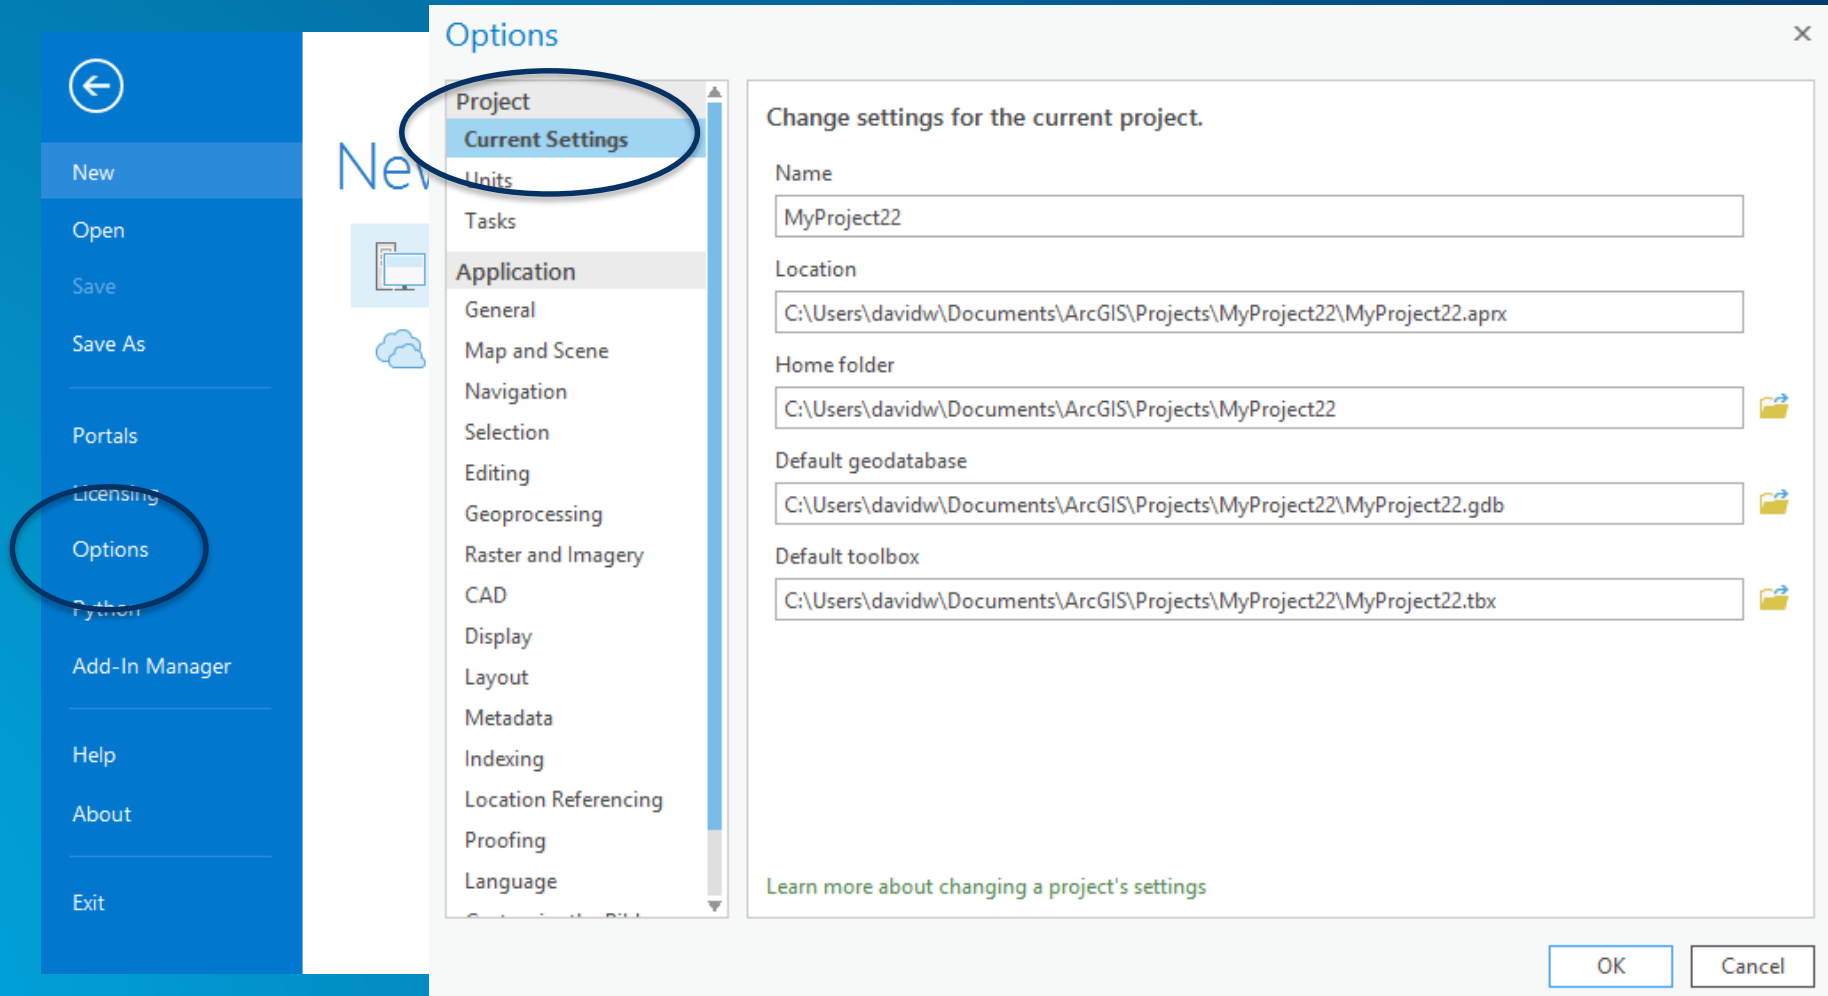 New
Open
Save
Save As
Portals
Licensing
Options
Python
Add-In Manager
Help
About
Exit
Options
Project
Current Settings
Units
Tasks
Application
General
Map and Scene
Navigation
Selection
Editing
Geoprocessing
Raster and Imagery
CAD
Display
Layout
Metadata
Indexing
Location Referencing
Proofing
Language
Change settings for the current project.
Name
MyProject22
Location
C:\Users\davidw\Documents\ArcGIS\Projects\MyProject22\MyProject22.aprx
Home folder
C:\Users\davidw\Documents\ArcGIS\Projects\MyProject22
Default geodatabase
C:\Users\davidw\Documents\ArcGIS\Projects\MyProject22\MyProject22.gdb
Default toolbox
C:\Users\davidw\Documents\ArcGIS\Projects\MyProject22\MyProject22.tbx
Learn more about changing a project's settings
OK
Cancel